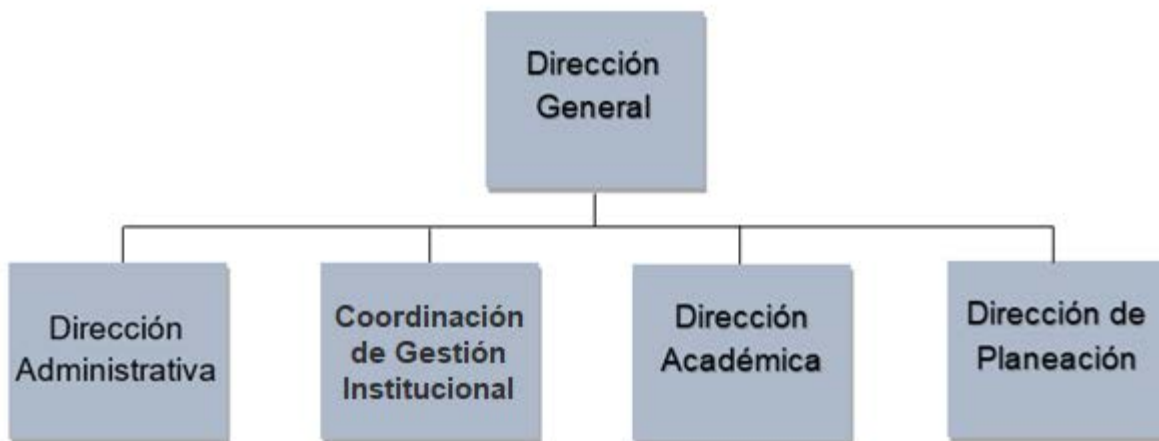 Dirección
General
Dirección
Administrativa
Coordinación
de Gestión
Institucional
Dirección
Académica
Dirección de
Planeación